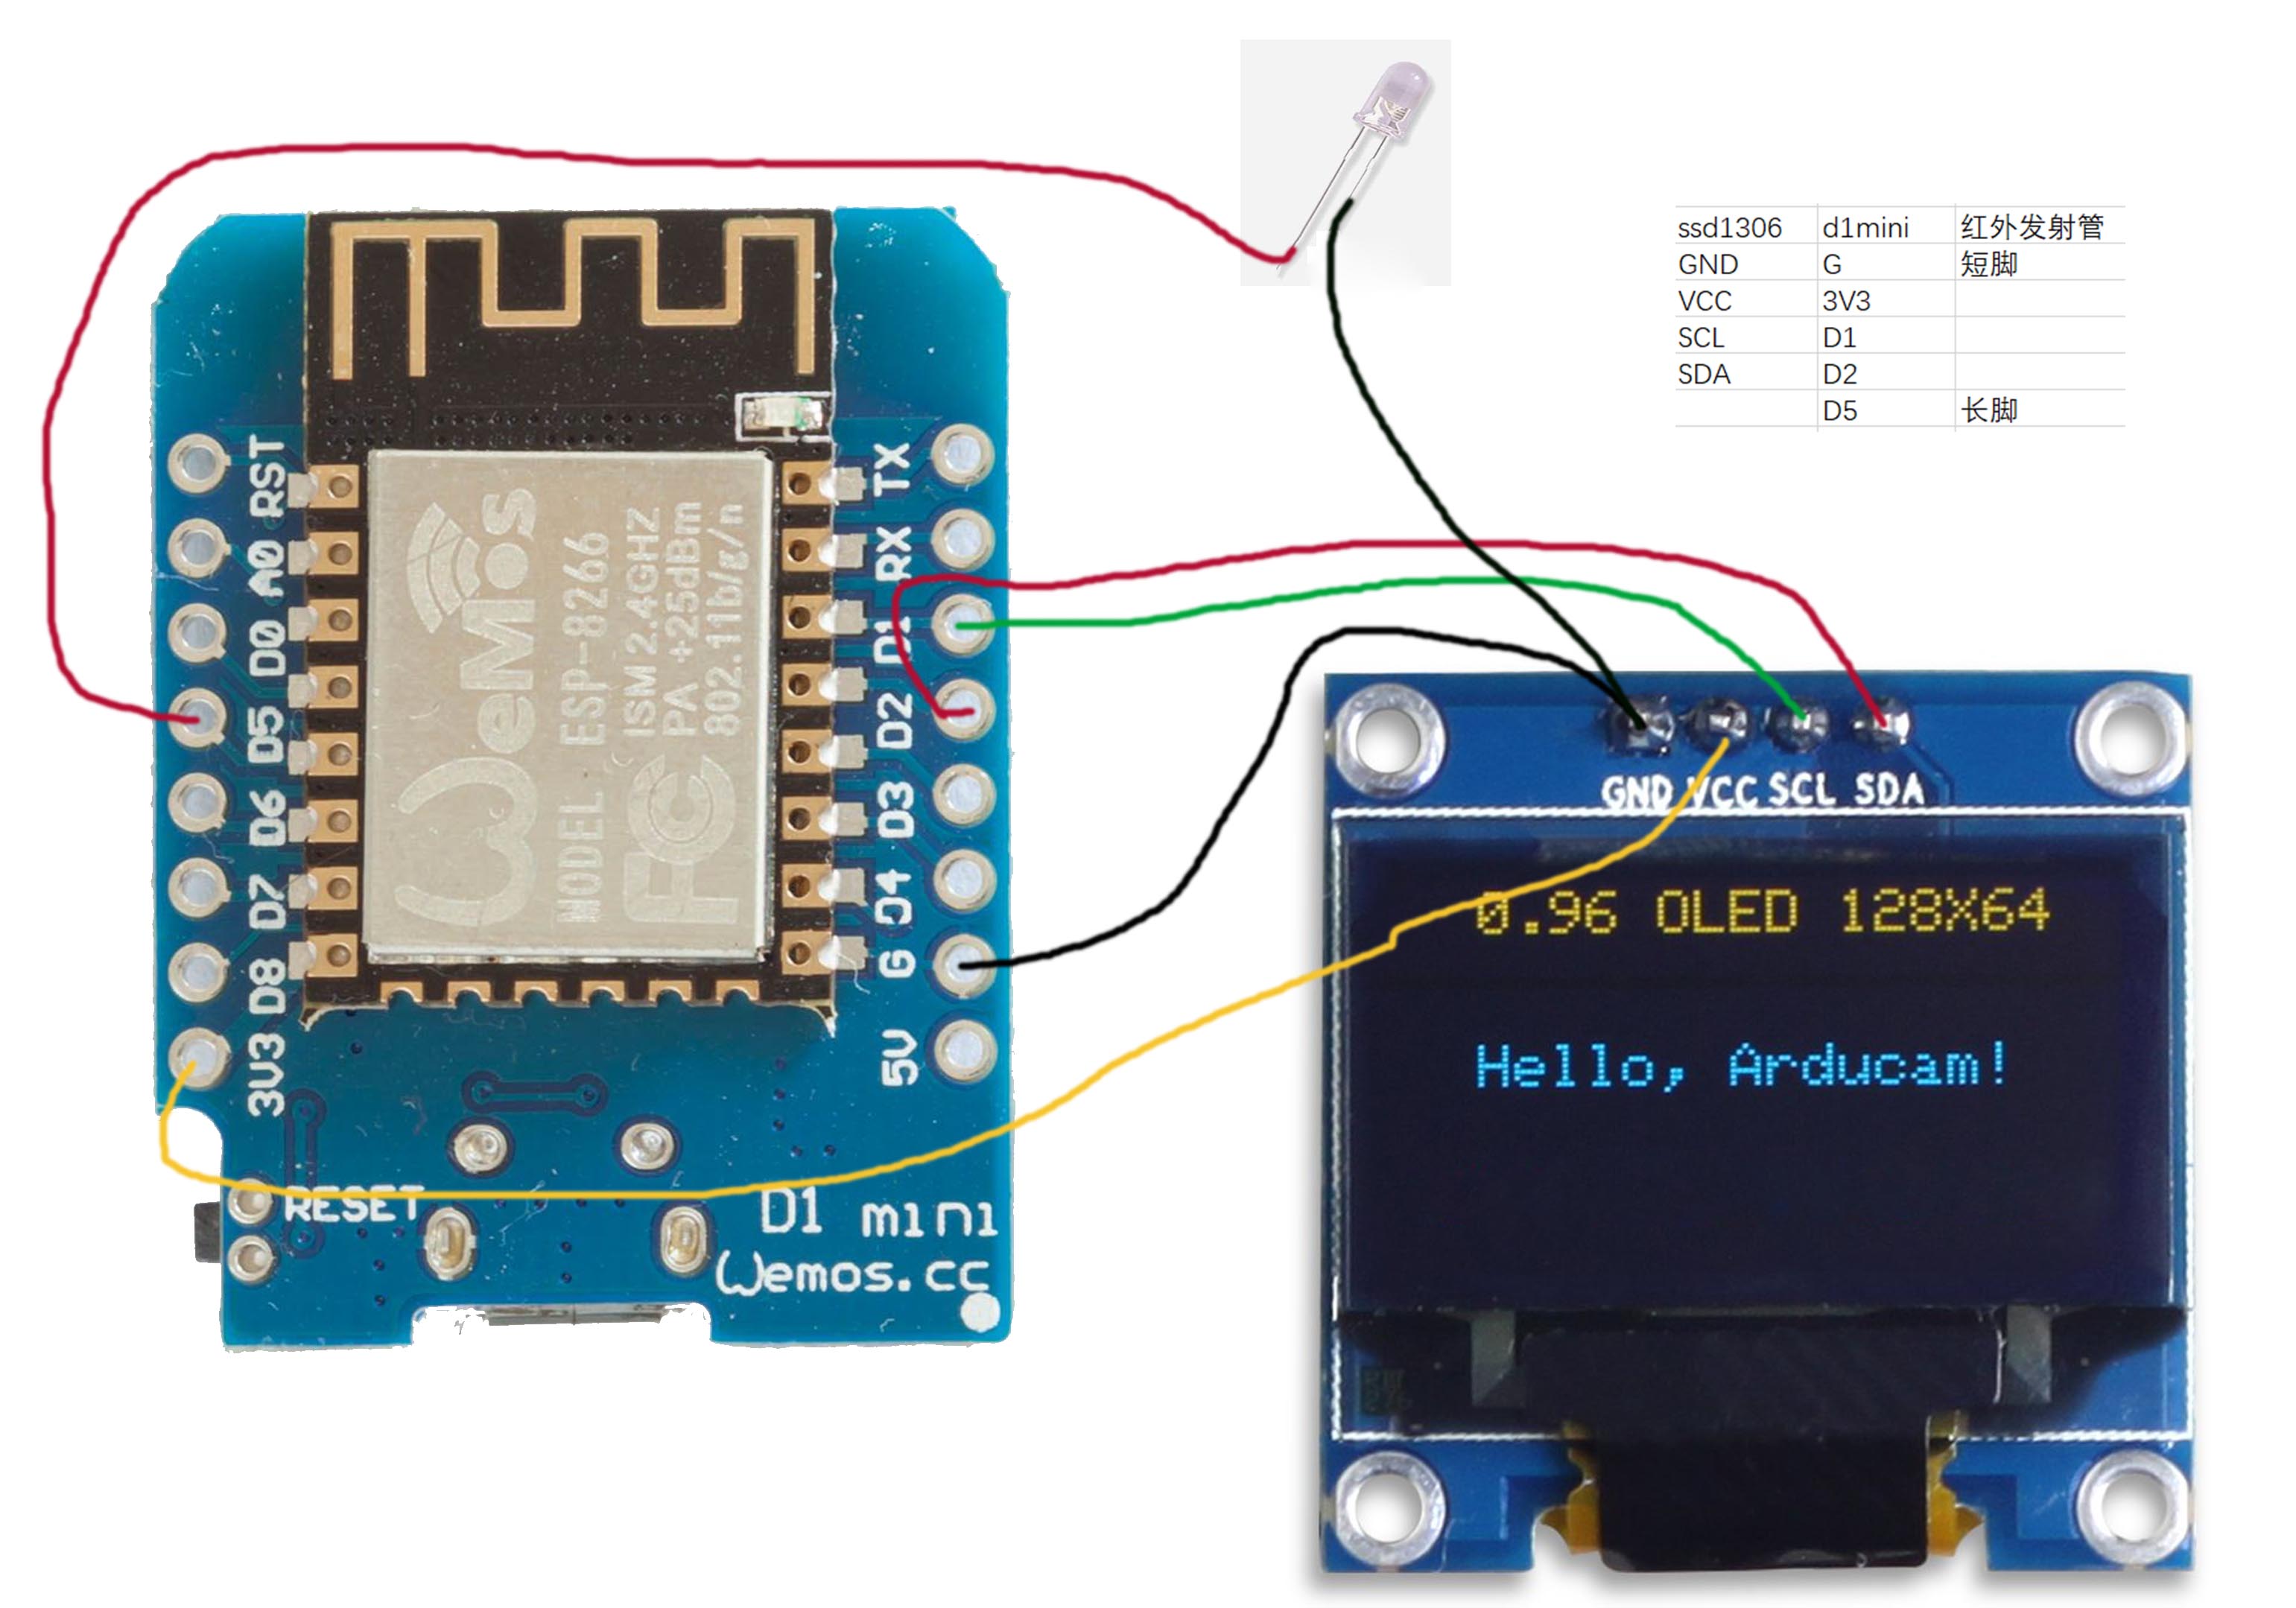 ssd1306 d1mini 红外发射管
GND G 短脚
VCC 3V3
SCL D1
SDA D2
D5 长脚
RST
A0
D0
D5
D6
D7
D8
3V3
TX
RX
D1
D2
D3
D4
G
5V
WeMos
MODEL ESP-8266
ISM 2.4GHZ
PA +25dBm
802.11b/g/n
FC
RESET
D1 mini
Wemos.cc
GND VCC SCL SDA
0.96 OLED 128X64
Hello, Arducam!